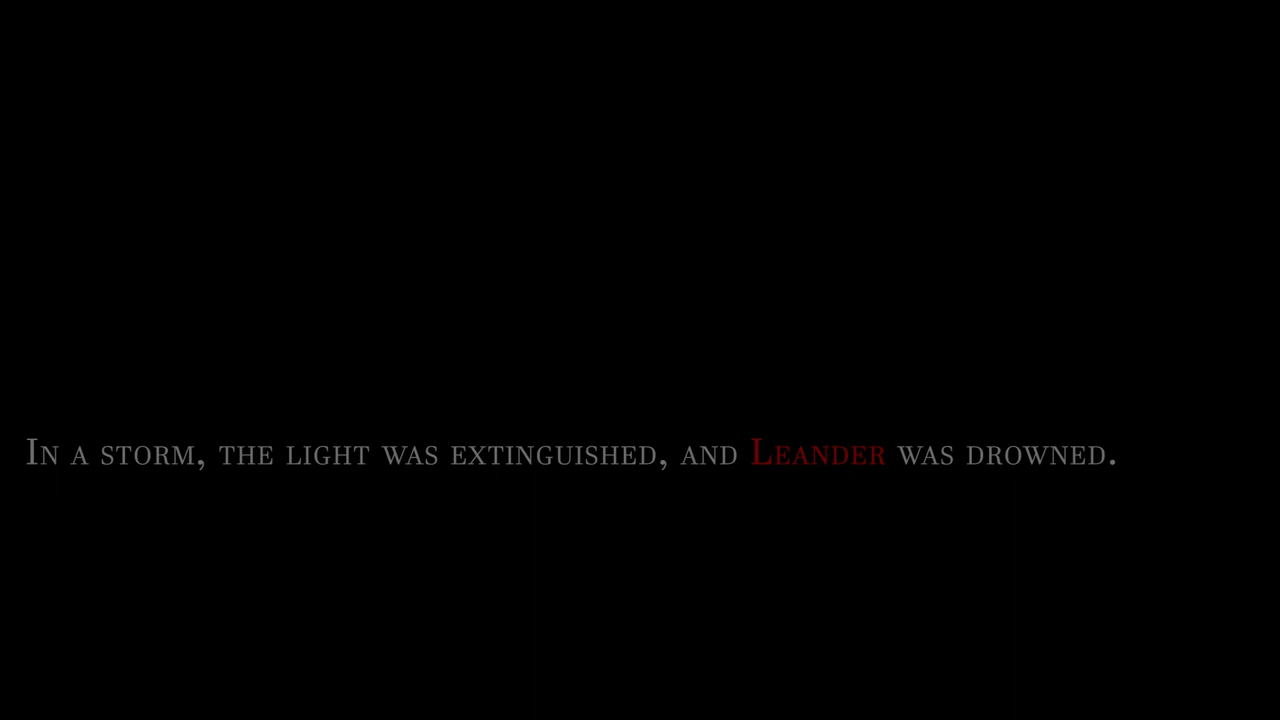 In a storm, the light was extinguished, and Leander was drowned.